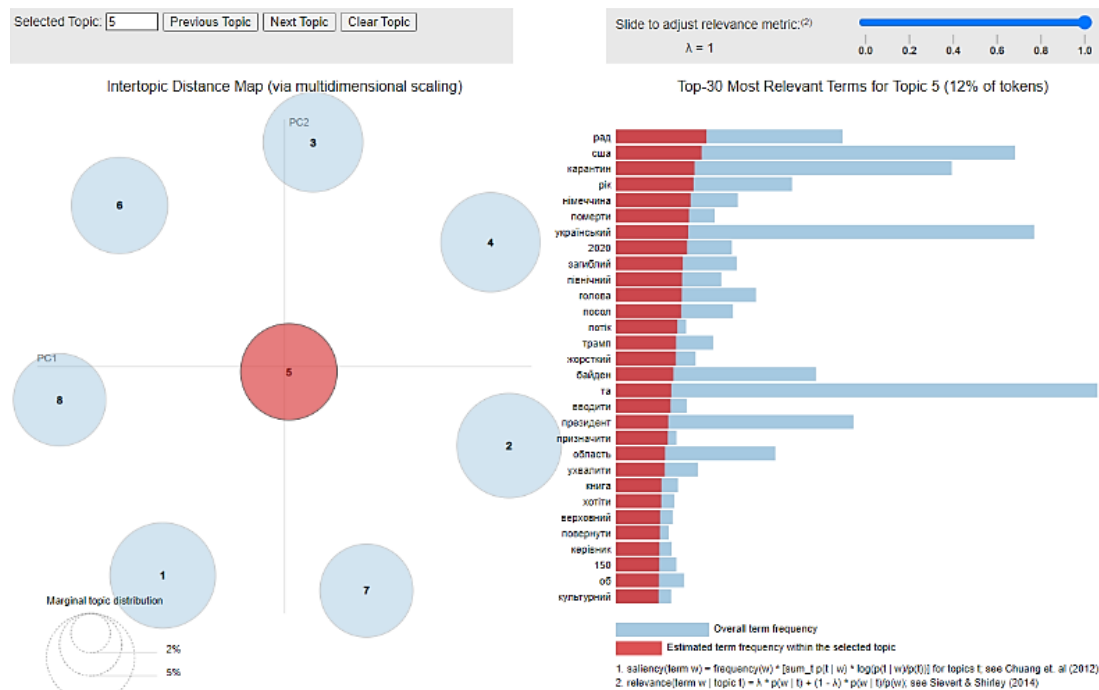 Selected Topic: 5 Previous Topic Next Topic Clear Topic
Slide to adjust relevance metric:(2)
λ = 1
0.0 0.2 0.4 0.6 0.8 1.0
Intertopic Distance Map (via multidimensional scaling)
PC2
3
6
4
5
PC1
8
2
1
7
Marginal topic distribution
2%
5%
Top-30 Most Relevant Terms for Topic 5 (12% of tokens)
рад
сша
карантин
рік
німеччина
померти
український
2020
загиблий
північний
голова
посол
потік
трамп
жорсткий
байден
та
вводити
президент
призначити
область
ухвалити
книга
хотіти
верховний
повернути
керівник
150
об
культурний
Overall term frequency
Estimated term frequency within the selected topic
1. saliency(term w) = frequency(w) * [sum_t p(t | w) * log(p(t | w)/p(t))] for topics t; see Chuang et. al (2012)
2. relevance(term w | topic t) = λ * p(w | t) + (1 - λ) * p(w | t)/p(w); see Sievert & Shirley (2014)